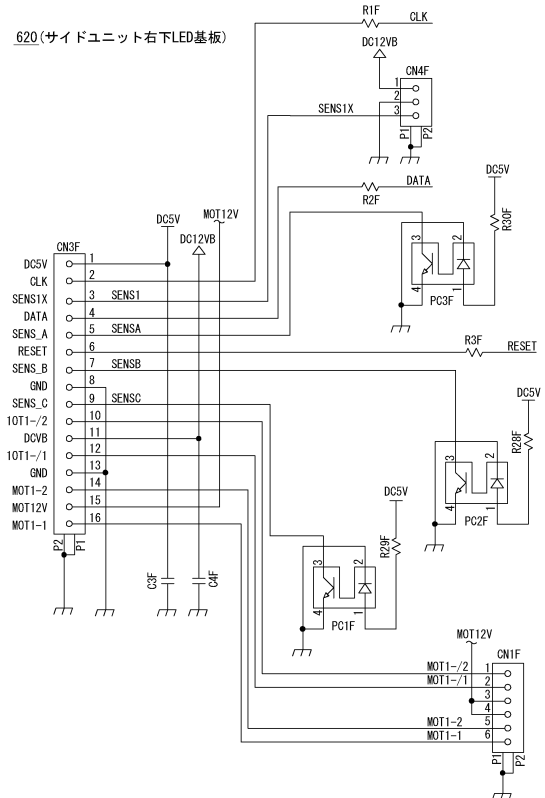 620(サイドユニット右下LED基板)
R1F
CLK
DC12VB
CN4F
1
2
3
SENS1X
P1
P2
DATA
R2F
DC5V
R30F
3
2
4
1
PC3F
DC5V
MOT12V
DC12VB
CN3F
DC5V 1
CLK 2
SENS1X 3 SENS1
DATA 4
SENS_A 5 SENSA
RESET 6
SENS_B 7 SENSB
GND 8
SENS_C 9 SENSC
1OT1-/2 10
DCVB 11
1OT1-/1 12
GND 13
MOT1-2 14
MOT12V 15
MOT1-1 16
P2
P1
C3F
C4F
R3F
RESET
DC5V
R28F
3
2
4
1
PC2F
DC5V
R29F
3
2
4
1
PC1F
MOT12V
CN1F
MOT1-/2 1
MOT1-/1 2
3
4
MOT1-2 5
MOT1-1 6
P1
P2